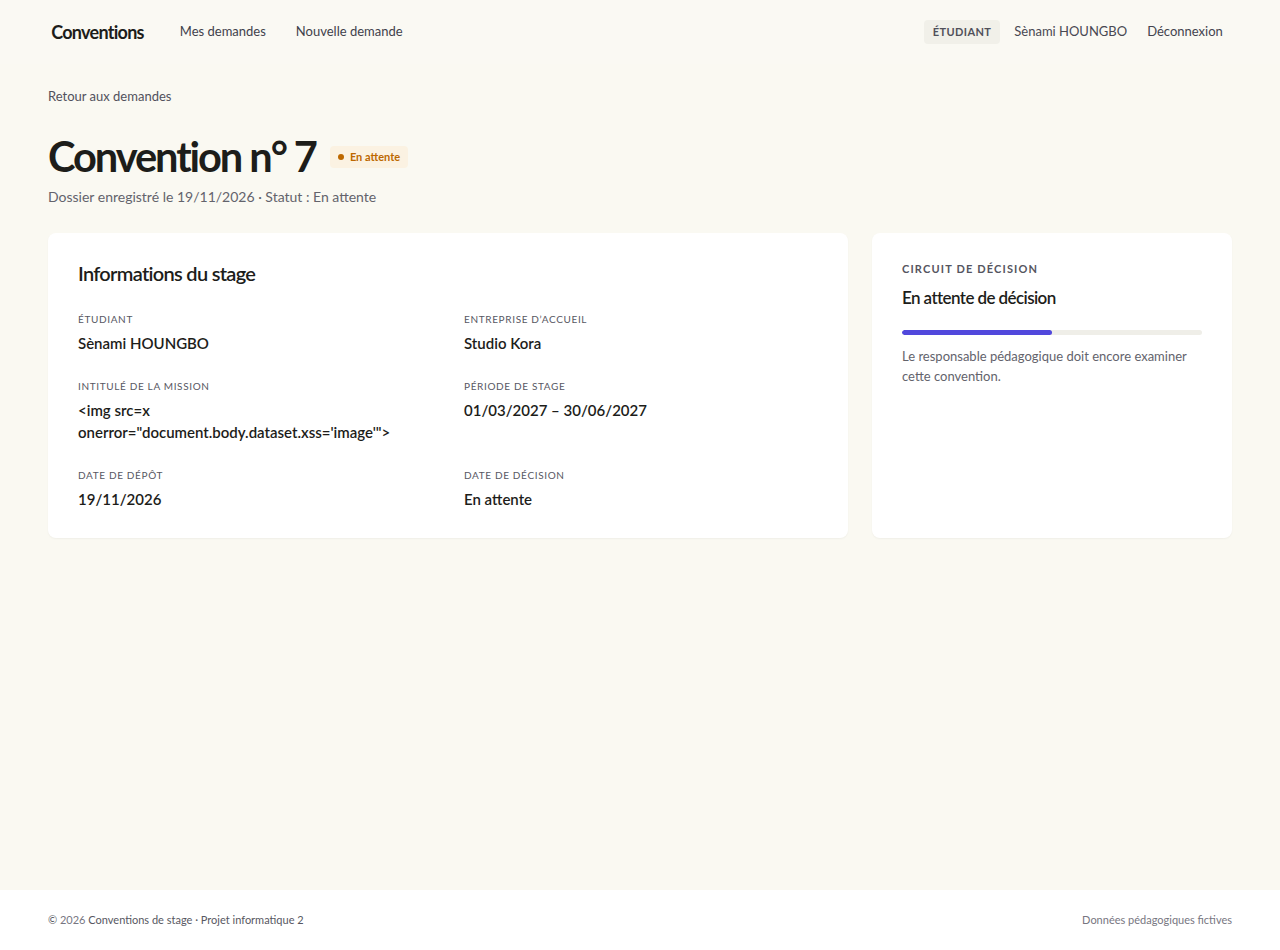 Conventions
Mes demandes
Nouvelle demande
ÉTUDIANT
Sènami HOUNGBO
Déconnexion
Retour aux demandes
Convention n° 7
En attente
Dossier enregistré le 19/11/2026 · Statut : En attente
Informations du stage
ÉTUDIANT
Sènami HOUNGBO
ENTREPRISE D'ACCUEIL
Studio Kora
INTITULÉ DE LA MISSION
<img src=x
onerror="document.body.dataset.xss='image'">
PÉRIODE DE STAGE
01/03/2027 – 30/06/2027
DATE DE DÉPÔT
19/11/2026
DATE DE DÉCISION
En attente
CIRCUIT DE DÉCISION
En attente de décision
Le responsable pédagogique doit encore examiner
cette convention.
© 2026 Conventions de stage · Projet informatique 2
Données pédagogiques fictives